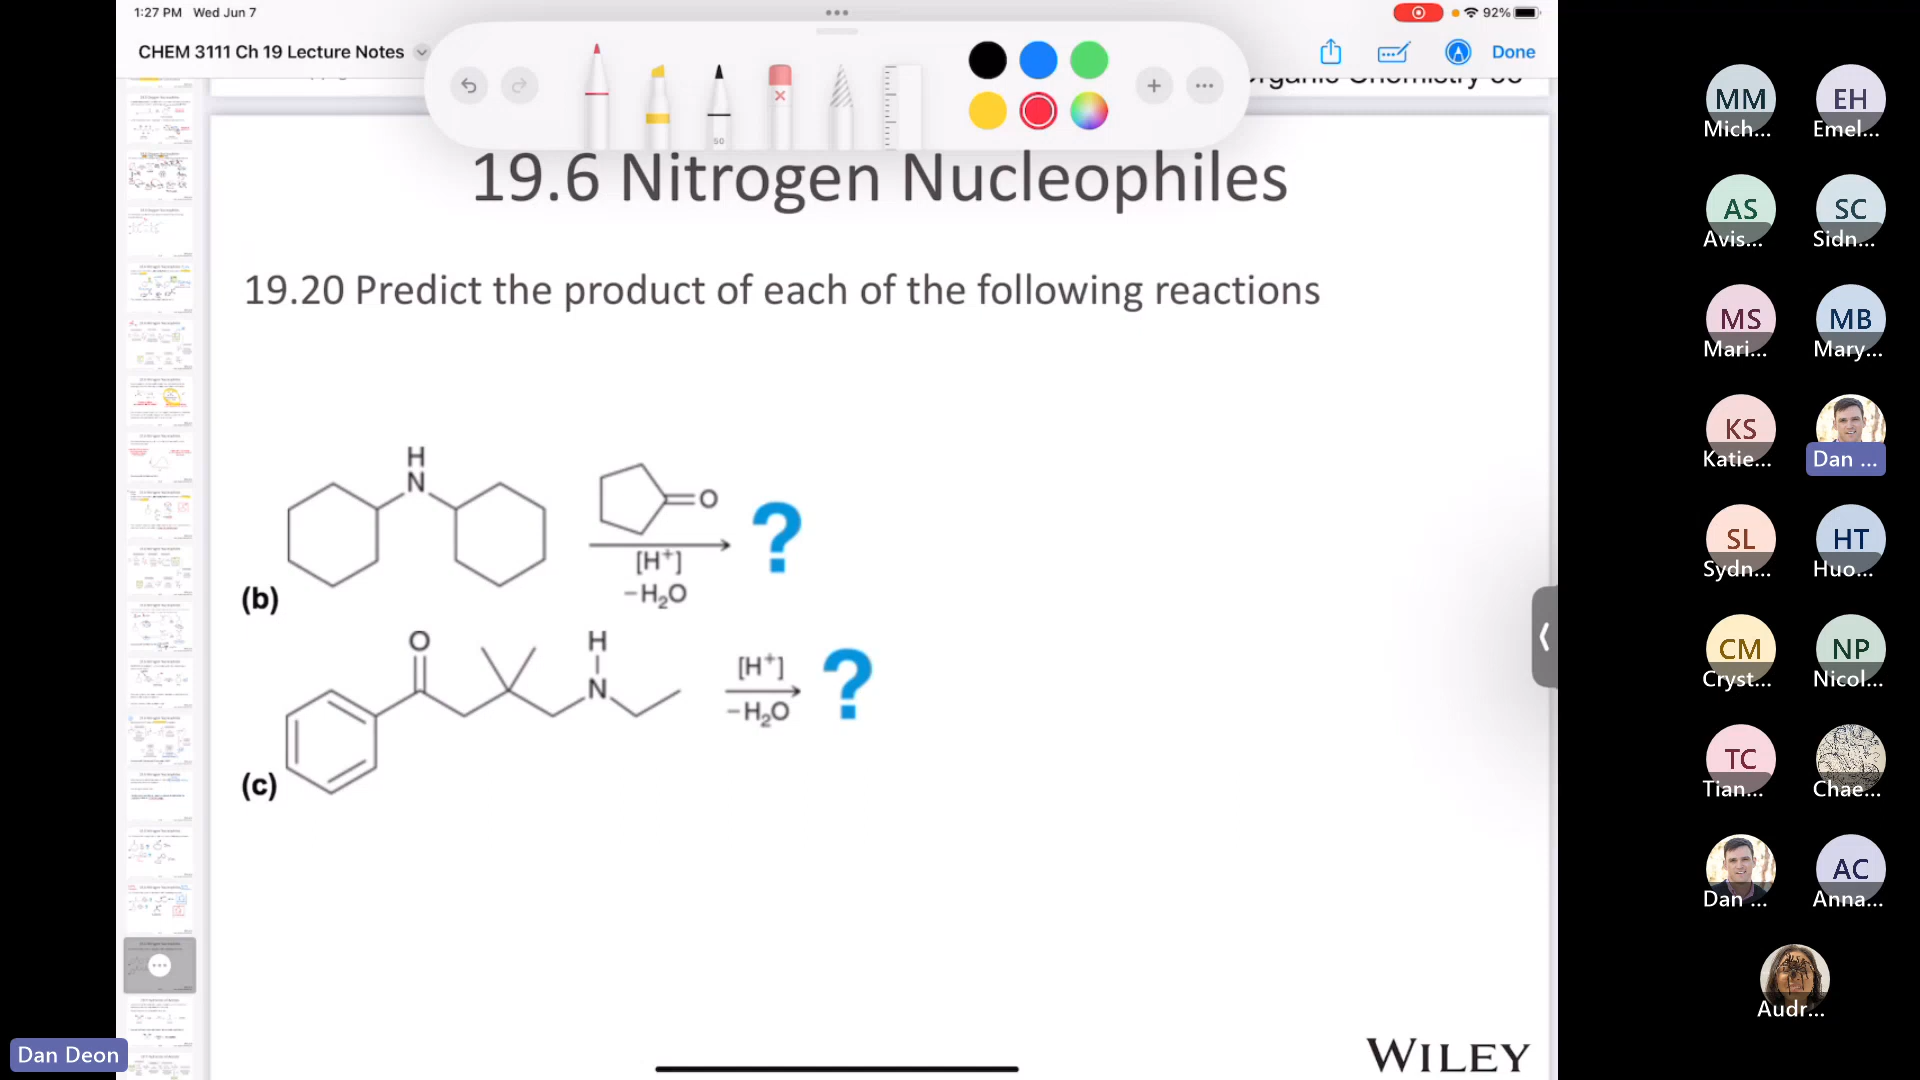 1:27 PM Wed Jun 7
92%
CHEM 3111 Ch 19 Lecture Notes
Done
50
19.6 Nitrogen Nucleophiles
19.20 Predict the product of each of the following reactions
H
N
O
[H⁺]
−H₂O
?
(b)
O
H
N
[H⁺]
−H₂O
?
(c)
WILEY
Dan Deon
MM
Mich...
EH
Emel...
AS
Avis...
SC
Sidn...
MS
Mari...
MB
Mary...
KS
Katie...
Dan ...
SL
Sydn...
HT
Huo...
CM
Cryst...
NP
Nicol...
TC
Tian...
Chae...
Dan ...
AC
Anna...
Audr...